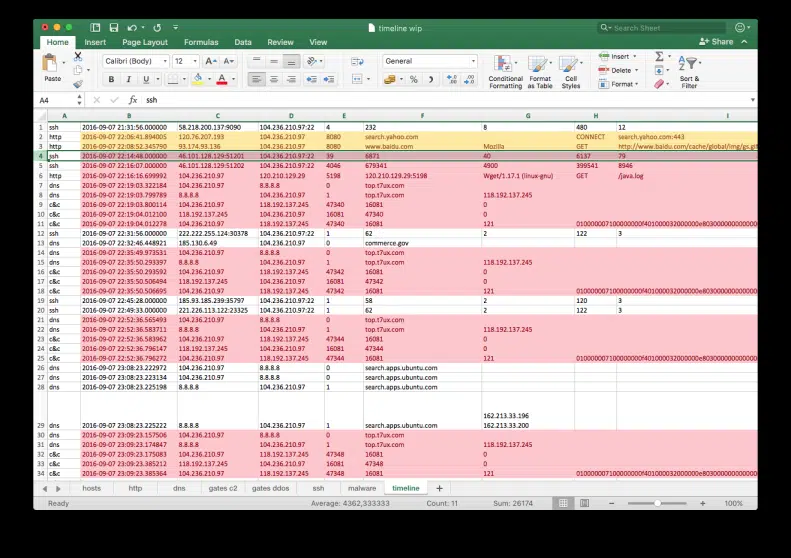 timeline wip
Search Sheet
Home Insert Page Layout Formulas Data Review View
Share
Paste
Calibri (Body) 12 A A
B I U A
General
% 
Conditional Formatting
Format as Table
Cell Styles
Insert
Delete
Format
Sort & Filter
A4 fx ssh
A B C D E F G H I
1 ssh 2016-09-07 21:31:56.000000 58.218.200.137:9090 104.236.210.97:22 4 232 8 480 12
2 http 2016-09-07 22:06:41.894005 120.76.207.193 104.236.210.97 8080 search.yahoo.com CONNECT search.yahoo.com:443
3 http 2016-09-07 22:08:52.345790 93.174.93.136 104.236.210.97 8080 www.baidu.com Mozilla GET http://www.baidu.com/cache/global/img/gs.gif
4 ssh 2016-09-07 22:14:48.000000 46.101.128.129:51201 104.236.210.97:22 39 6871 40 6137 79
5 ssh 2016-09-07 22:16:07.000000 46.101.128.129:51202 104.236.210.97:22 4046 679341 4900 399541 8946
6 http 2016-09-07 22:16:16.699992 104.236.210.97 120.210.129.29 5198 120.210.129.29:5198 Wget/1.17.1 (linux-gnu) GET /java.log
7 dns 2016-09-07 22:19:03.322184 104.236.210.97 8.8.8.8 0 top.t7ux.com
8 dns 2016-09-07 22:19:03.799789 8.8.8.8 104.236.210.97 1 top.t7ux.com 118.192.137.245
9 c&c 2016-09-07 22:19:03.800114 104.236.210.97 118.192.137.245 47340 16081 0
10 c&c 2016-09-07 22:19:04.012100 118.192.137.245 104.236.210.97 16081 47340 0
11 c&c 2016-09-07 22:19:04.012278 104.236.210.97 118.192.137.245 47340 16081 121
12 ssh 2016-09-07 22:31:56.000000 222.222.255.124:30378 104.236.210.97:22 1 62 2 122 3
13 dns 2016-09-07 22:32:46.448921 185.130.6.49 104.236.210.97 0 commerce.gov
14 dns 2016-09-07 22:35:49.973531 104.236.210.97 8.8.8.8 0 top.t7ux.com
15 dns 2016-09-07 22:35:50.293397 8.8.8.8 104.236.210.97 1 top.t7ux.com 118.192.137.245
16 c&c 2016-09-07 22:35:50.293592 104.236.210.97 118.192.137.245 47342 16081 0
17 c&c 2016-09-07 22:35:50.506494 118.192.137.245 104.236.210.97 16081 47342 0
18 c&c 2016-09-07 22:35:50.506695 104.236.210.97 118.192.137.245 47342 16081 121
19 ssh 2016-09-07 22:45:28.000000 185.93.185.239:35797 104.236.210.97:22 1 58 2 120 3
20 ssh 2016-09-07 22:49:33.000000 221.226.113.122:23325 104.236.210.97:22 1 62 2 122 3
21 dns 2016-09-07 22:52:36.565493 104.236.210.97 8.8.8.8 0 top.t7ux.com
22 dns 2016-09-07 22:52:36.583711 8.8.8.8 104.236.210.97 1 top.t7ux.com 118.192.137.245
23 c&c 2016-09-07 22:52:36.583962 104.236.210.97 118.192.137.245 47344 16081 0
24 c&c 2016-09-07 22:52:36.796147 118.192.137.245 104.236.210.97 16081 47344 0
25 c&c 2016-09-07 22:52:36.796272 104.236.210.97 118.192.137.245 47344 16081 121
26 dns 2016-09-07 23:08:23.222972 104.236.210.97 8.8.8.8 0 search.apps.ubuntu.com
27 dns 2016-09-07 23:08:23.223134 104.236.210.97 8.8.8.8 0 search.apps.ubuntu.com
28 dns 2016-09-07 23:08:23.225198 8.8.8.8 104.236.210.97 1 search.apps.ubuntu.com
162.213.33.196
29 dns 2016-09-07 23:08:23.225222 8.8.8.8 104.236.210.97 1 search.apps.ubuntu.com 162.213.33.200
30 dns 2016-09-07 23:09:23.157506 104.236.210.97 8.8.8.8 0 top.t7ux.com
31 dns 2016-09-07 23:09:23.174847 8.8.8.8 104.236.210.97 1 top.t7ux.com 118.192.137.245
32 c&c 2016-09-07 23:09:23.175083 104.236.210.97 118.192.137.245 47348 16081 0
33 c&c 2016-09-07 23:09:23.385212 118.192.137.245 104.236.210.97 16081 47348 0
34 c&c 2016-09-07 23:09:23.385364 104.236.210.97 118.192.137.245 47348 16081 121
hosts http dns gates c2 gates ddos ssh malware timeline +
Ready Average: 4362,333333 Count: 11 Sum: 26174 100%